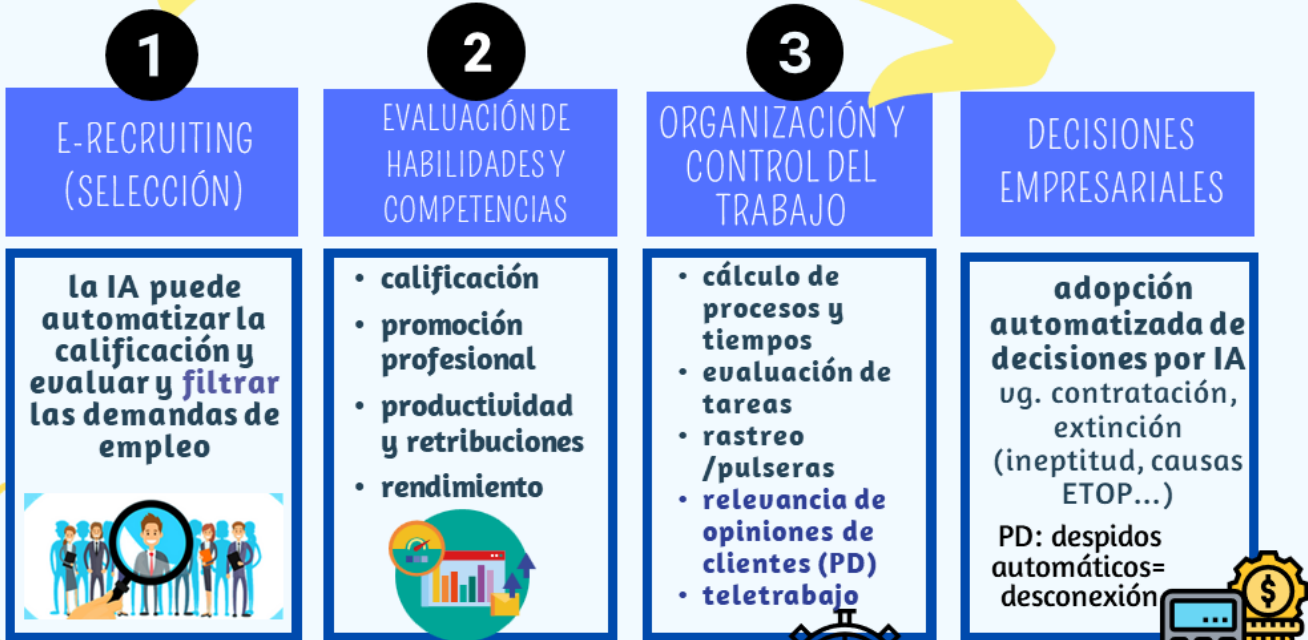 1
E-RECRUITING
(SELECCIÓN)
la IA puede
automatizar la
calificación y
evaluar y filtrar
las demandas de
empleo
2
EVALUACIÓN DE
HABILIDADES Y
COMPETENCIAS
• calificación
• promoción
profesional
• productividad
y retribuciones
• rendimiento
3
ORGANIZACIÓN Y
CONTROL DEL
TRABAJO
• cálculo de
procesos y
tiempos
• evaluación de
tareas
• rastreo
/pulseras
• relevancia de
opiniones de
clientes (PD)
• teletrabajo
DECISIONES
EMPRESARIALES
adopción
automatizada de
decisiones por IA
vg. contratación,
extinción
(ineptitud, causas
ETOP...)
PD: despidos
automáticos=
desconexión
$